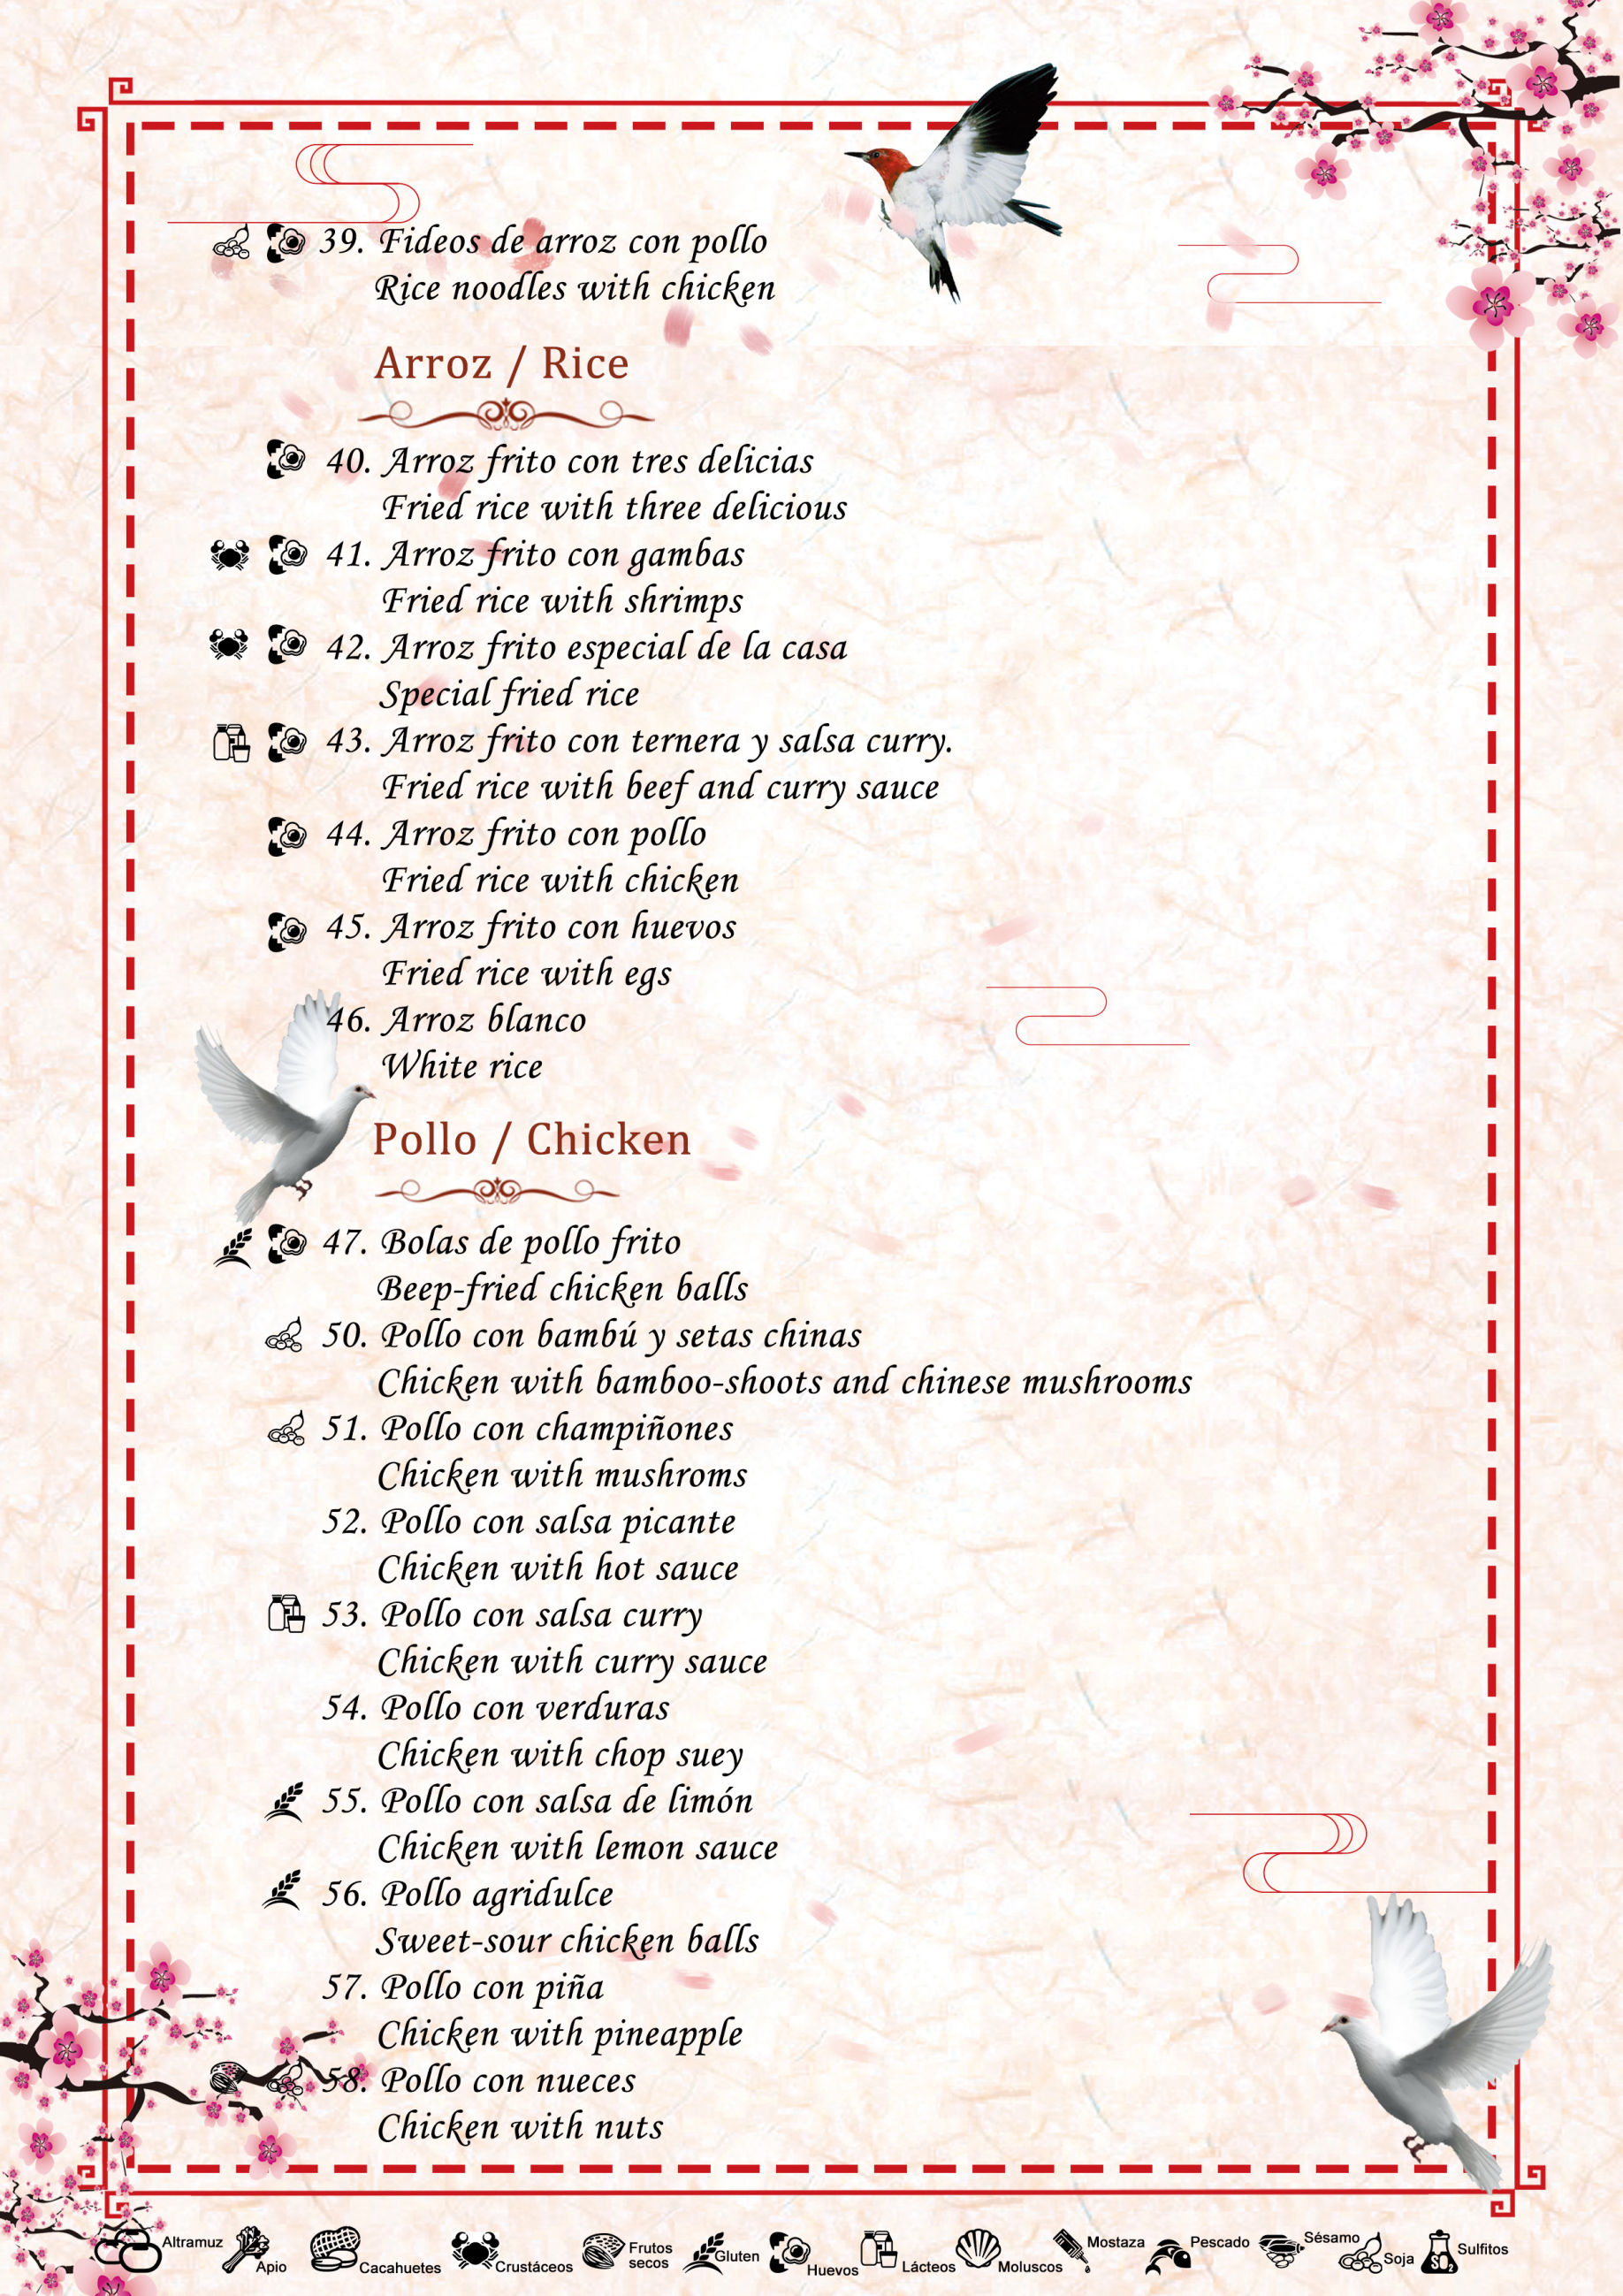 39. Fideos de arroz con pollo
Rice noodles with chicken
Arroz / Rice
40. Arroz frito con tres delicias
Fried rice with three delicious
41. Arroz frito con gambas
Fried rice with shrimps
42. Arroz frito especial de la casa
Special fried rice
43. Arroz frito con ternera y salsa curry.
Fried rice with beef and curry sauce
44. Arroz frito con pollo
Fried rice with chicken
45. Arroz frito con huevos
Fried rice with egs
46. Arroz blanco
White rice
Pollo / Chicken
47. Bolas de pollo frito
Beep-fried chicken balls
50. Pollo con bambú y setas chinas
Chicken with bamboo-shoots and chinese mushrooms
51. Pollo con champiñones
Chicken with mushroms
52. Pollo con salsa picante
Chicken with hot sauce
53. Pollo con salsa curry
Chicken with curry sauce
54. Pollo con verduras
Chicken with chop suey
55. Pollo con salsa de limón
Chicken with lemon sauce
56. Pollo agridulce
Sweet-sour chicken balls
57. Pollo con piña
Chicken with pineapple
58. Pollo con nueces
Chicken with nuts
Altramuz
Apio
Cacahuetes
Crustáceos
Frutos
secos
Gluten
Huevos
Lácteos
Moluscos
Mostaza
Pescado
Sésamo
Soja
SO2
Sulfitos